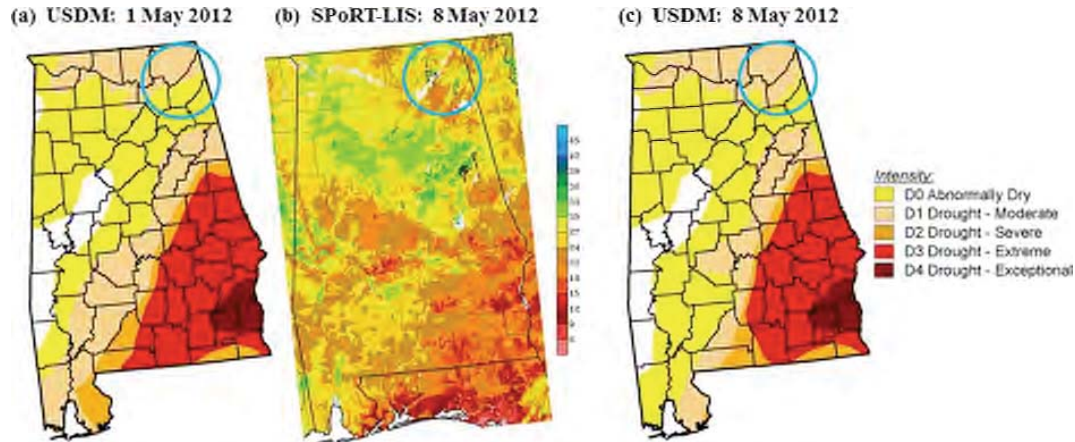 (a) USDM: 1 May 2012
(b) SPoRT-LIS: 8 May 2012
(c) USDM: 8 May 2012
Intensity:
D0 Abnormally Dry
D1 Drought - Moderate
D2 Drought - Severe
D3 Drought - Extreme
D4 Drought - Exceptional